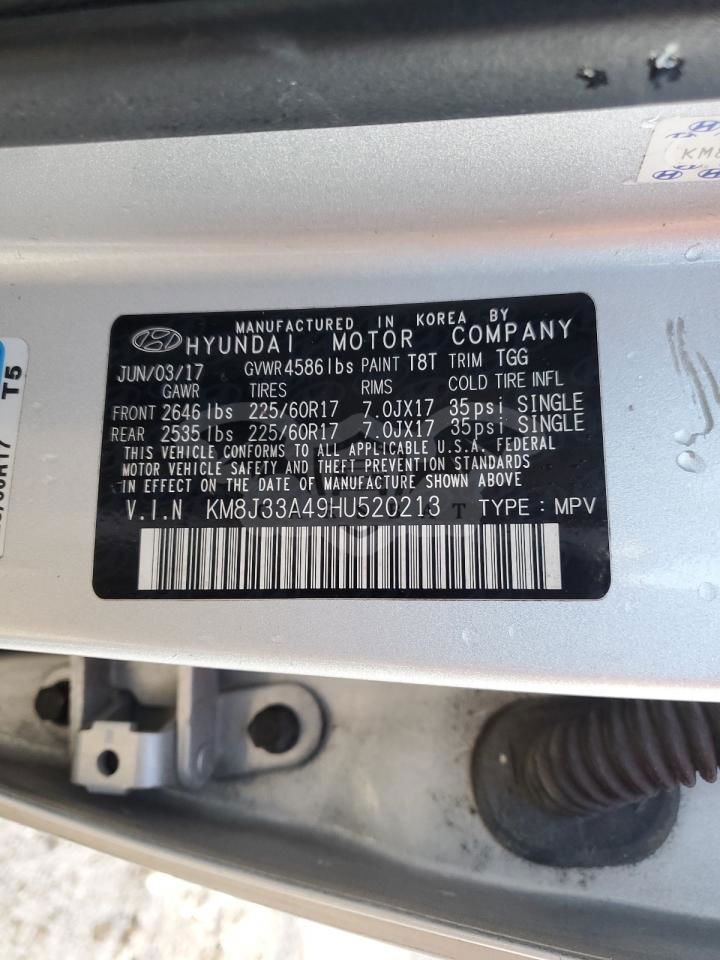 KM8
MANUFACTURED IN KOREA BY
HYUNDAI MOTOR COMPANY
JUN/03/17 GVWR 4586 lbs PAINT T8T TRIM TGG
GAWR TIRES RIMS COLD TIRE INFL
FRONT 2646 lbs 225/60R17 7.0JX17 35psi SINGLE
REAR 2535 lbs 225/60R17 7.0JX17 35psi SINGLE
THIS VEHICLE CONFORMS TO ALL APPLICABLE U.S.A. FEDERAL
MOTOR VEHICLE SAFETY AND THEFT PREVENTION STANDARDS
IN EFFECT ON THE DATE OF MANUFACTURE SHOWN ABOVE.
V.I.N KM8J33A49HU520213 TYPE : MPV
T5